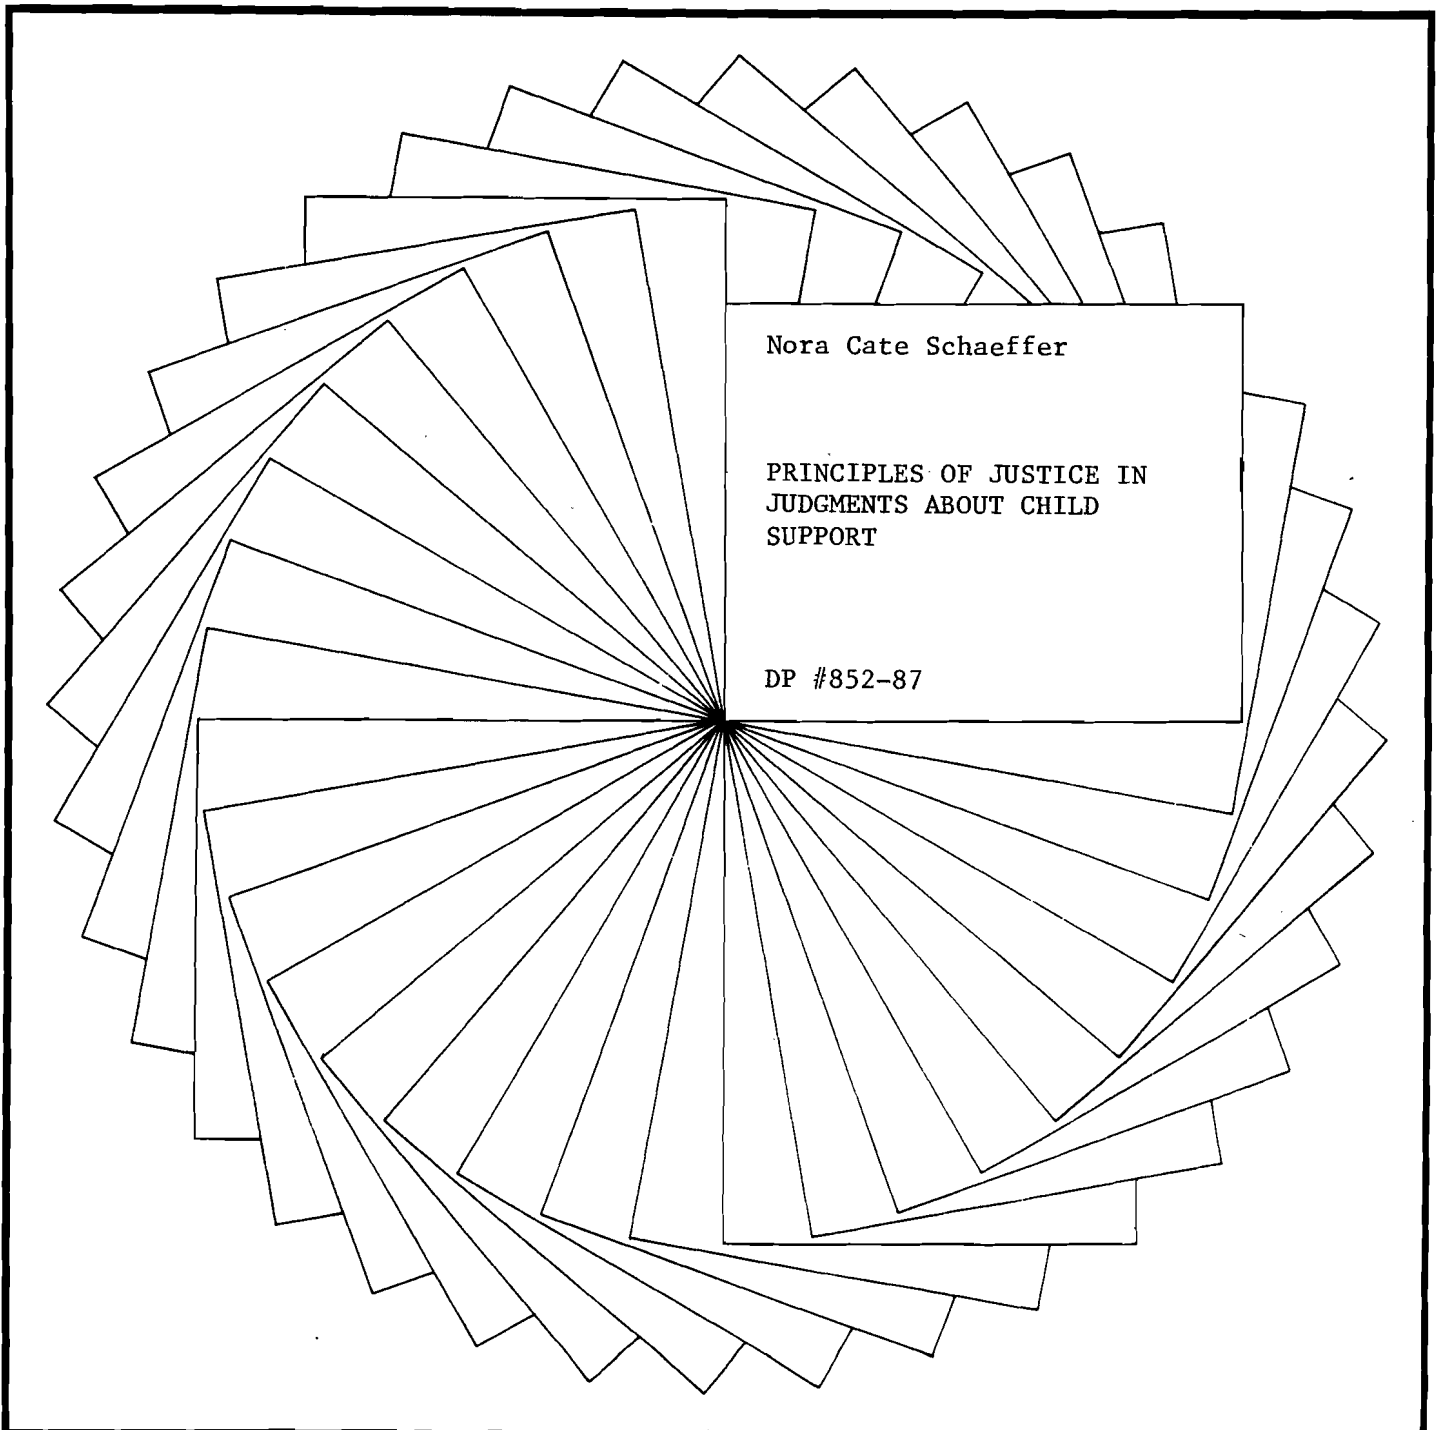 Nora Cate Schaeffer
PRINCIPLES OF JUSTICE IN
JUDGMENTS ABOUT CHILD
SUPPORT
DP #852-87